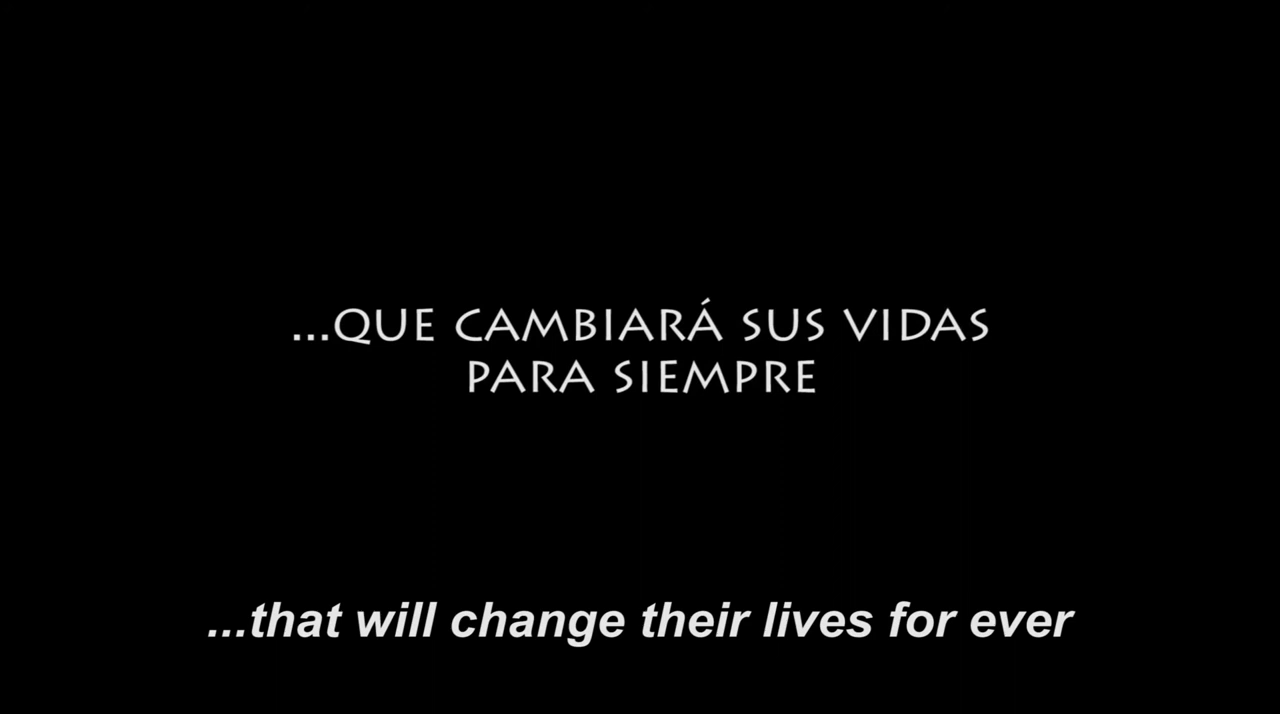 ...QUE CAMBIARÁ SUS VIDAS
PARA SIEMPRE
...that will change their lives for ever